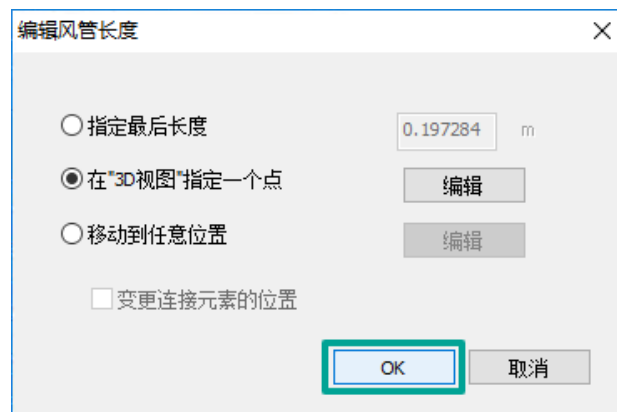 编辑风管长度
指定最后长度 0.197284 m
在"3D视图"指定一个点 编辑
移动到任意位置 编辑
变更连接元素的位置
OK 取消